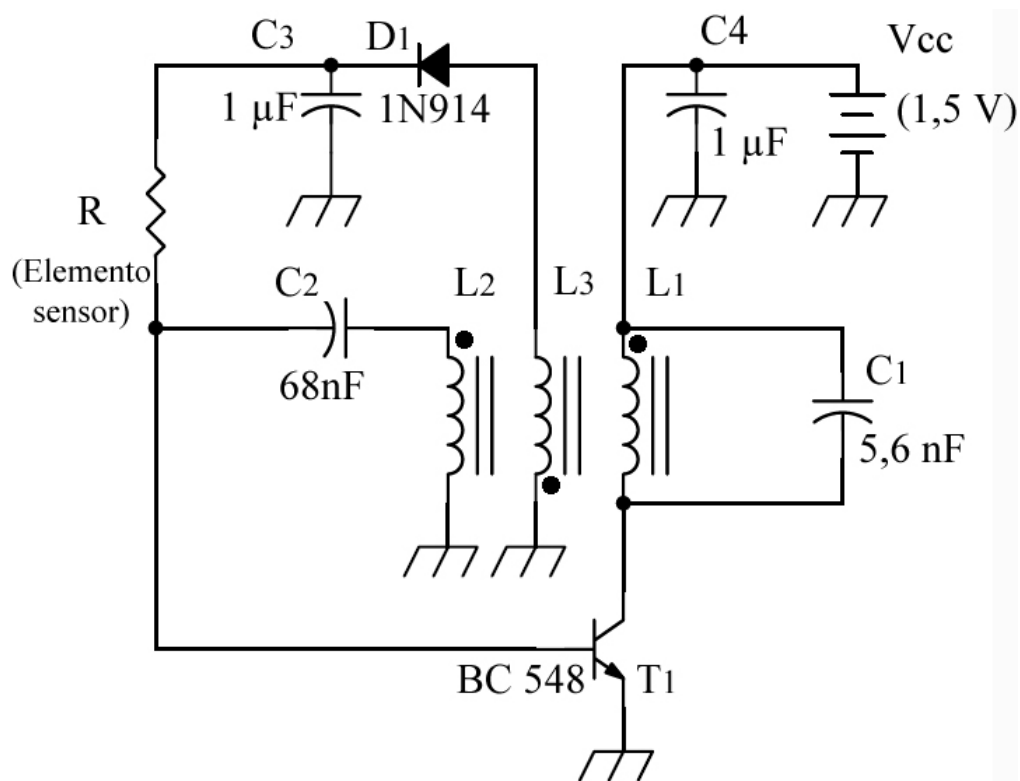 C3
D1
C4
Vcc
1 µF
1N914
1 µF
(1,5 V)
R
(Elemento
sensor)
C2
L2
L3
L1
68nF
C1
5,6 nF
BC 548
T1